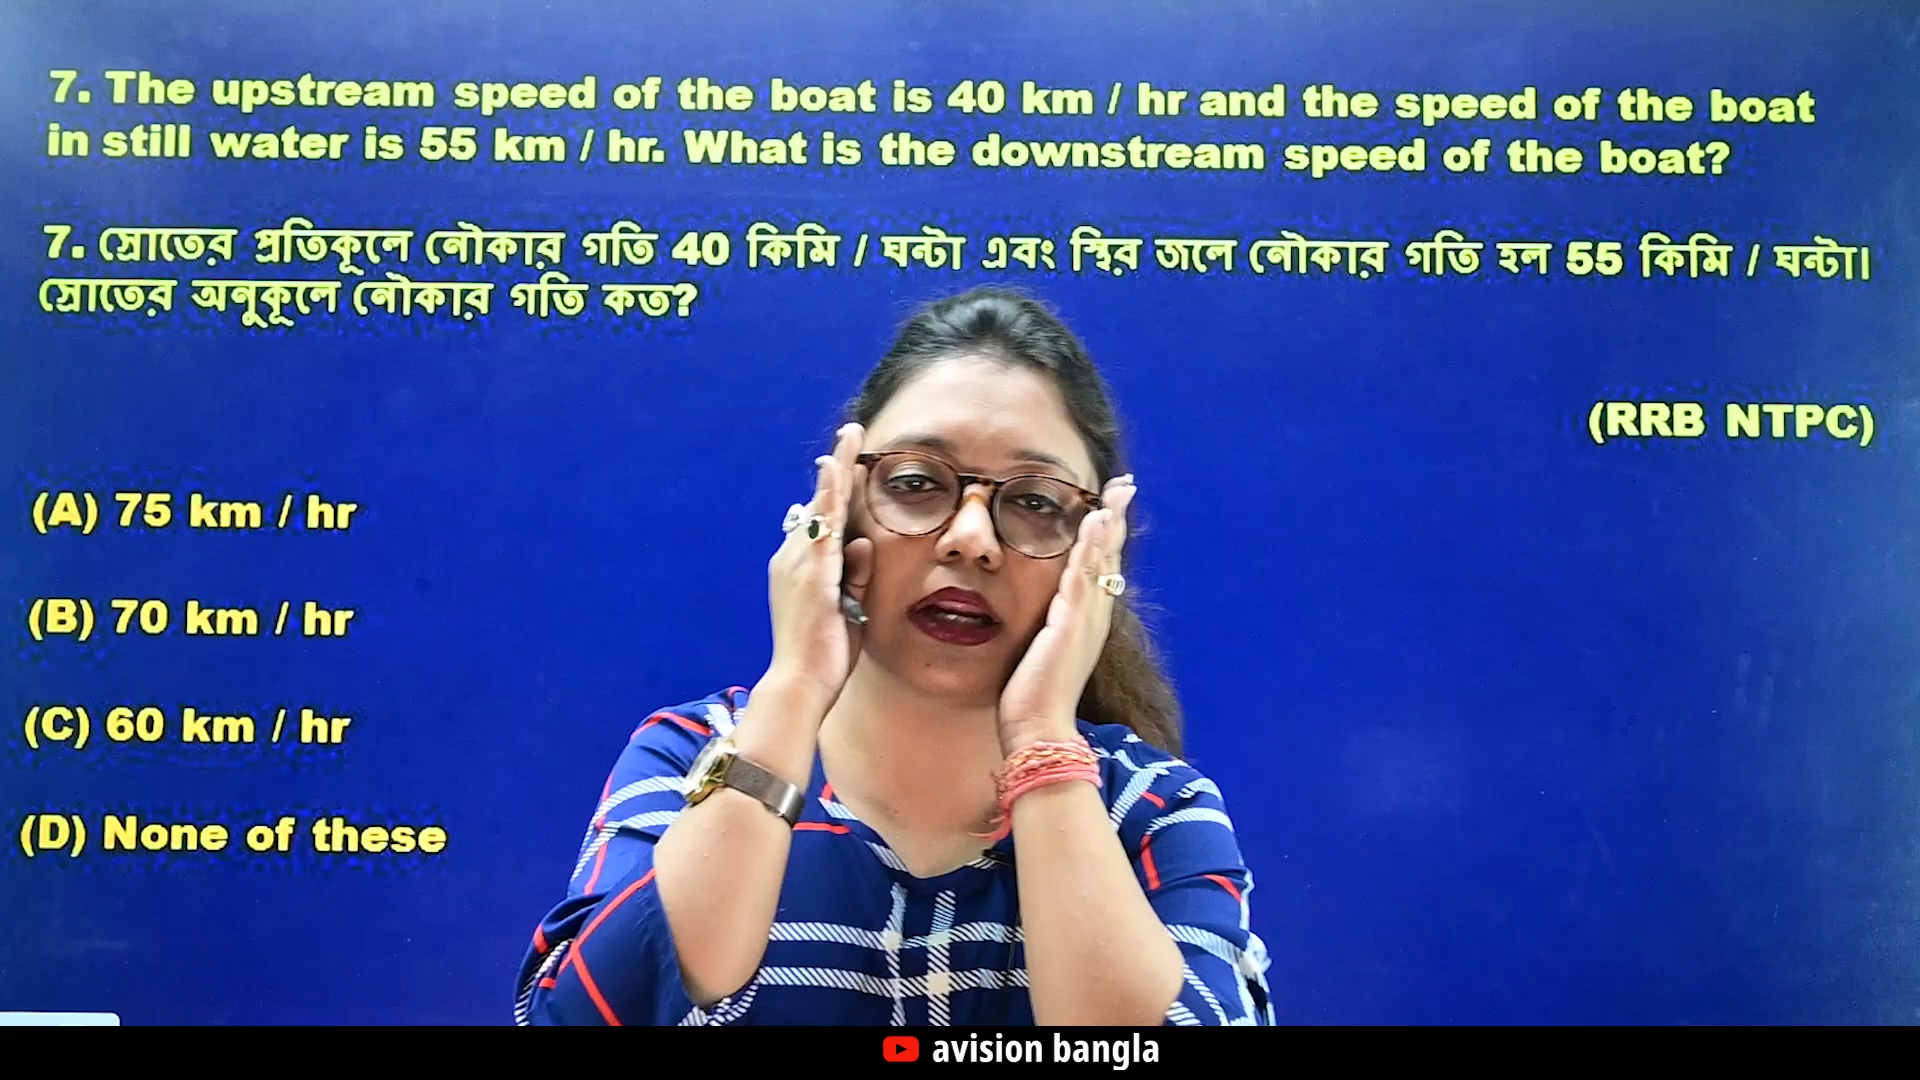 7. The upstream speed of the boat is 40 km / hr and the speed of the boat
in still water is 55 km / hr. What is the downstream speed of the boat?
7. স্রোতের প্রতিকূলে নৌকার গতি 40 কিমি / ঘন্টা এবং স্থির জলে নৌকার গতি হল 55 কিমি / ঘন্টা।
স্রোতের অনুকূলে নৌকার গতি কত?
(RRB NTPC)
(A) 75 km / hr
(B) 70 km / hr
(C) 60 km / hr
(D) None of these
avision bangla